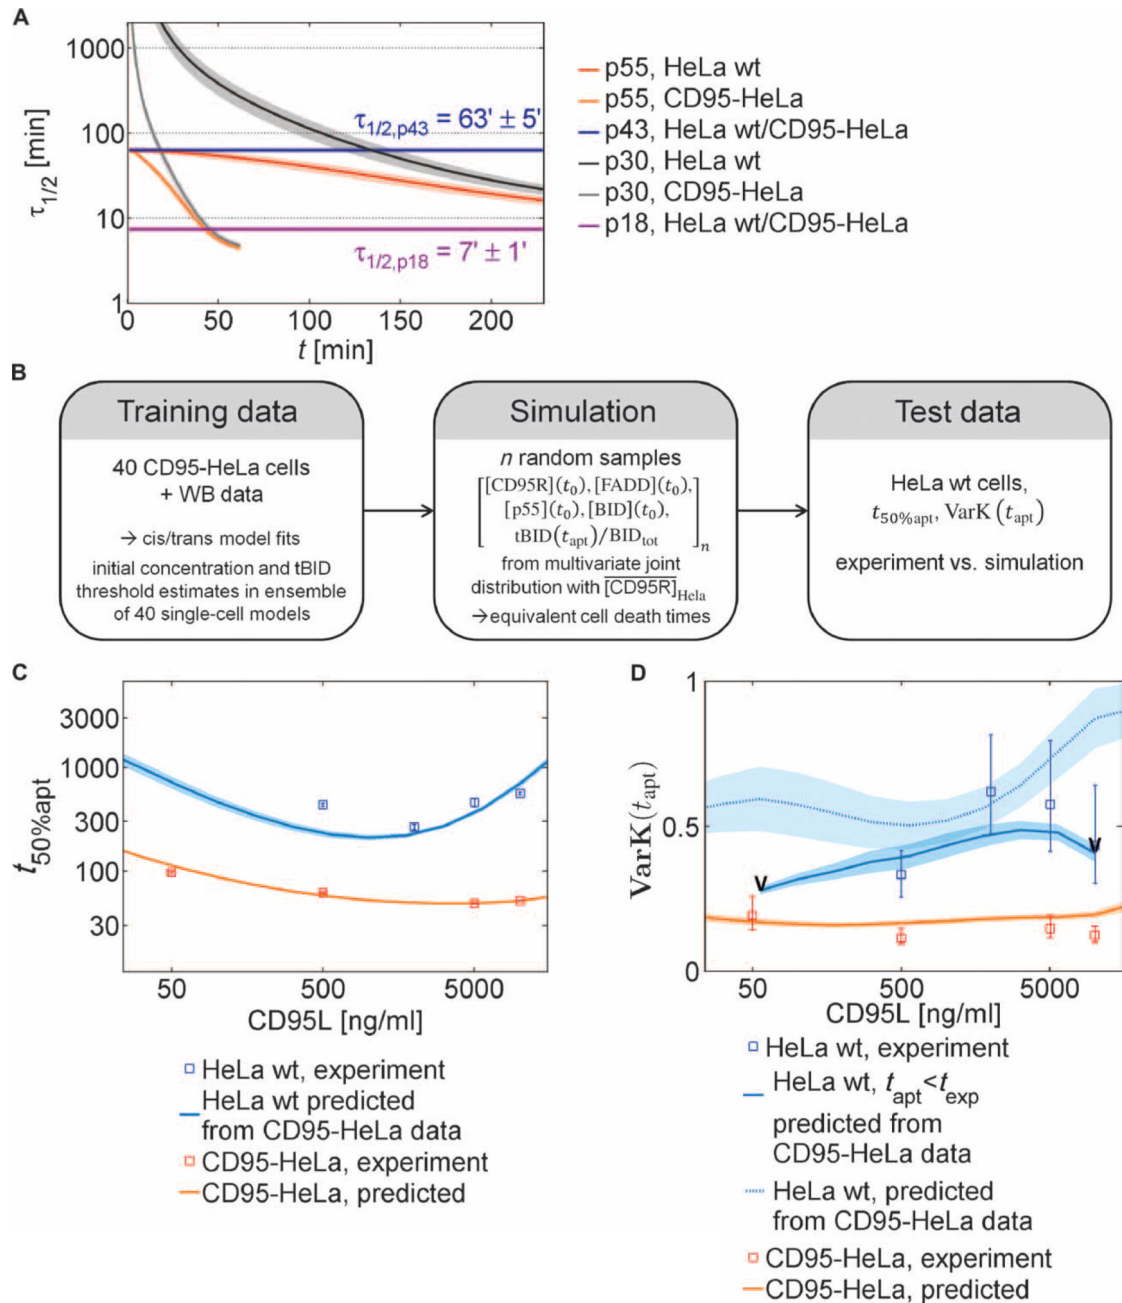 A
1000
100
10
1
τ1/2 [min]
τ1/2,p43 = 63' ± 5'
τ1/2,p18 = 7' ± 1'
0 50 100 150 200
t [min]
p55, HeLa wt
p55, CD95-HeLa
p43, HeLa wt/CD95-HeLa
p30, HeLa wt
p30, CD95-HeLa
p18, HeLa wt/CD95-HeLa
B
Training data
40 CD95-HeLa cells
+ WB data
→ cis/trans model fits
initial concentration and tBID
threshold estimates in ensemble
of 40 single-cell models
Simulation
n random samples
[CD95R](t0), [FADD](t0),
[p55](t0), [BID](t0),
tBID(tapt)/BIDtot
n
from multivariate joint
distribution with [CD95R]Hela
→equivalent cell death times
Test data
HeLa wt cells,
t50%apt, VarK (tapt)
experiment vs. simulation
C
3000
1000
300
100
30
t50%apt
50 500 5000
CD95L [ng/ml]
HeLa wt, experiment
HeLa wt predicted
from CD95-HeLa data
CD95-HeLa, experiment
CD95-HeLa, predicted
D
1
0.5
0
VarK(tapt)
V
V
50 500 5000
CD95L [ng/ml]
HeLa wt, experiment
HeLa wt, tapt<texp
predicted from
CD95-HeLa data
HeLa wt, predicted
from CD95-HeLa data
CD95-HeLa, experiment
CD95-HeLa, predicted